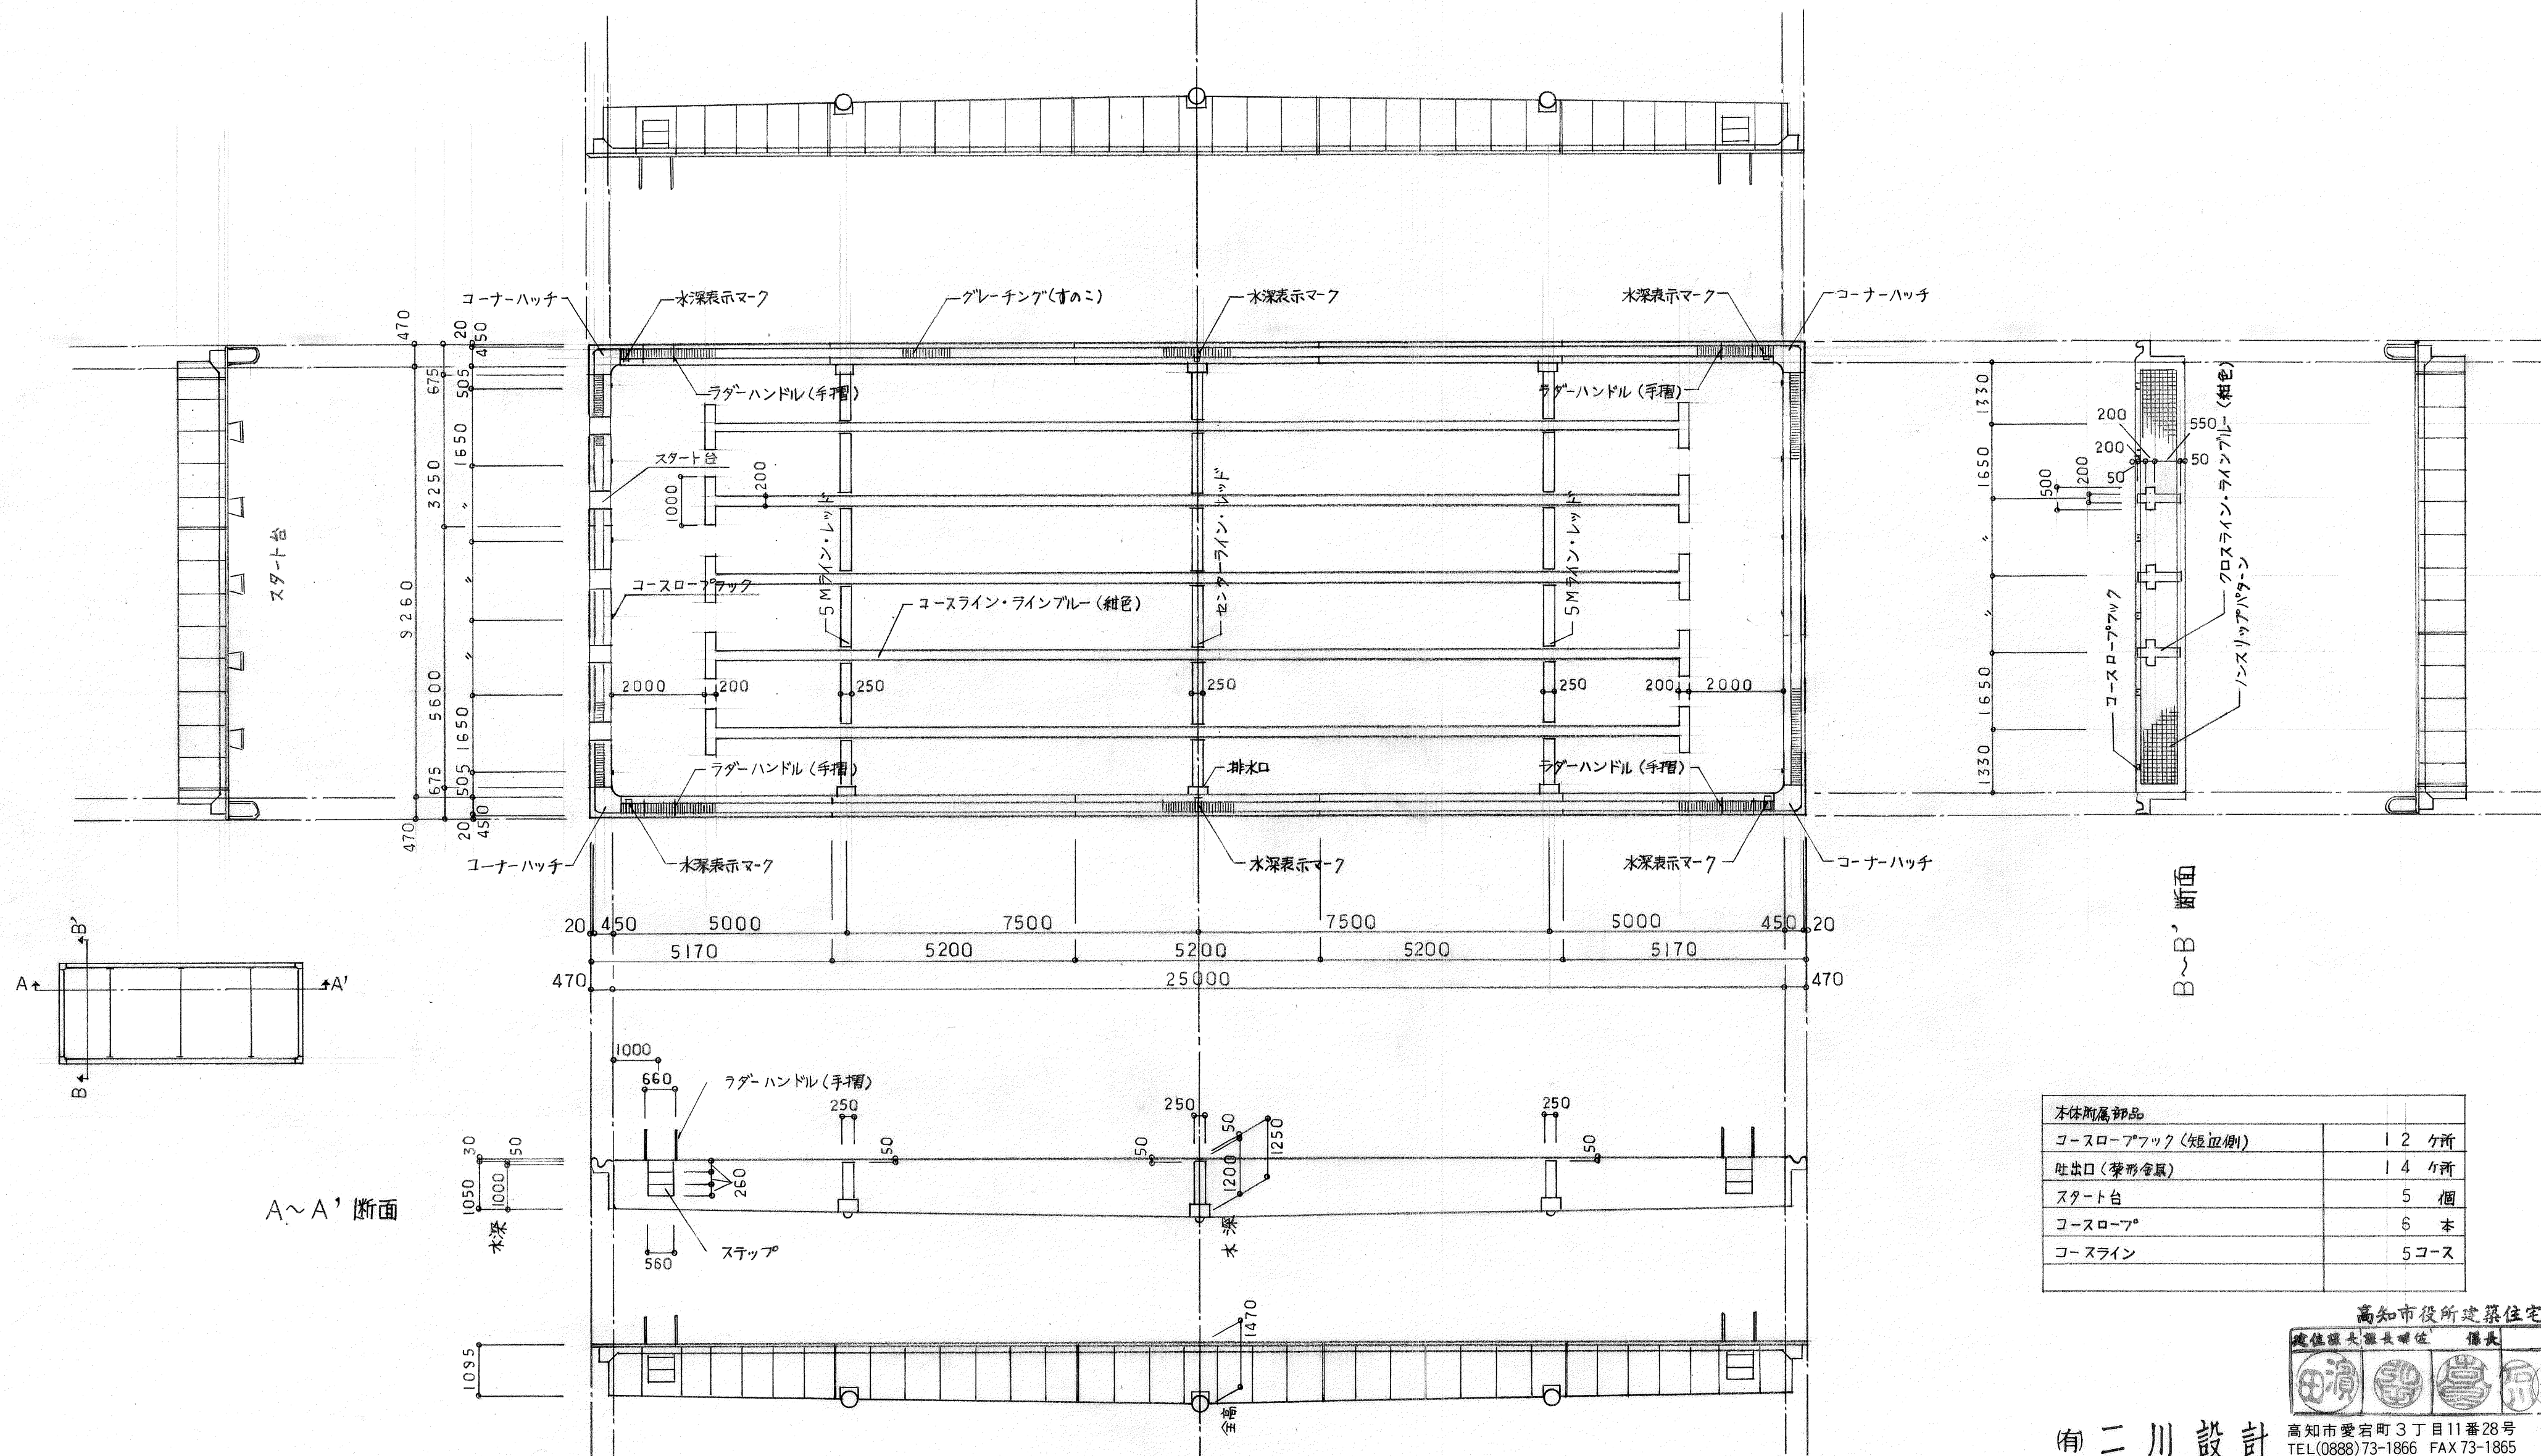 コーナーハッチ
水深表示マーク
グレーチング(すのこ)
水深表示マーク
水深表示マーク
コーナーハッチ
470
20
450
675
505
1650
3250
〃
9260
〃
〃
5600
1650
675
505
470
20
450
スタート台
ラダーハンドル(手摺)
ラダーハンドル(手摺)
スタート台
1000
200
5Mライン・レッド
センターライン・レッド
5Mライン・レッド
コースロープフック
コースライン・ラインブルー(紺色)
2000
200
250
250
250
200
2000
ラダーハンドル(手摺)
排水口
ラダーハンドル(手摺)
コーナーハッチ
水深表示マーク
水深表示マーク
水深表示マーク
コーナーハッチ
1330
1650
〃
〃
1650
1330
200
550
200
50
50
500
200
クロスライン・ラインブルー(紺色)
ノンスリップパターン
コースロープフック
B~B' 断面
20 450 5000 7500 7500 5000 450 20
5170 5200 5200 5200 5170
470 25000 470
A A'
B'
B
A~A' 断面
1000
660
ラダーハンドル(手摺)
250
250
250
30
50
1050
1000
水深
260
50
50
50
1200
1250
50
水深
560
ステップ
1095
1470
全高
本体附属部品
コースロープフック(短辺側) 12 ケ所
吐出口(菱形金具) 14 ケ所
スタート台 5 個
コースロープ 6 本
コースライン 5コース
高知市役所建築住宅
建住課長 課長補佐 係長
(有) 二川設計
高知市愛宕町3丁目11番28号
TEL(0888)73-1866 FAX 73-1865